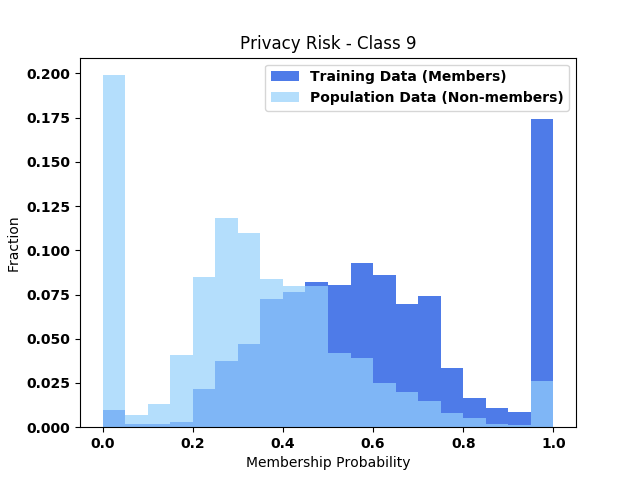 Privacy Risk - Class 9
Training Data (Members)
Population Data (Non-members)
Fraction
0.200
0.175
0.150
0.125
0.100
0.075
0.050
0.025
0.000
0.0 0.2 0.4 0.6 0.8 1.0
Membership Probability